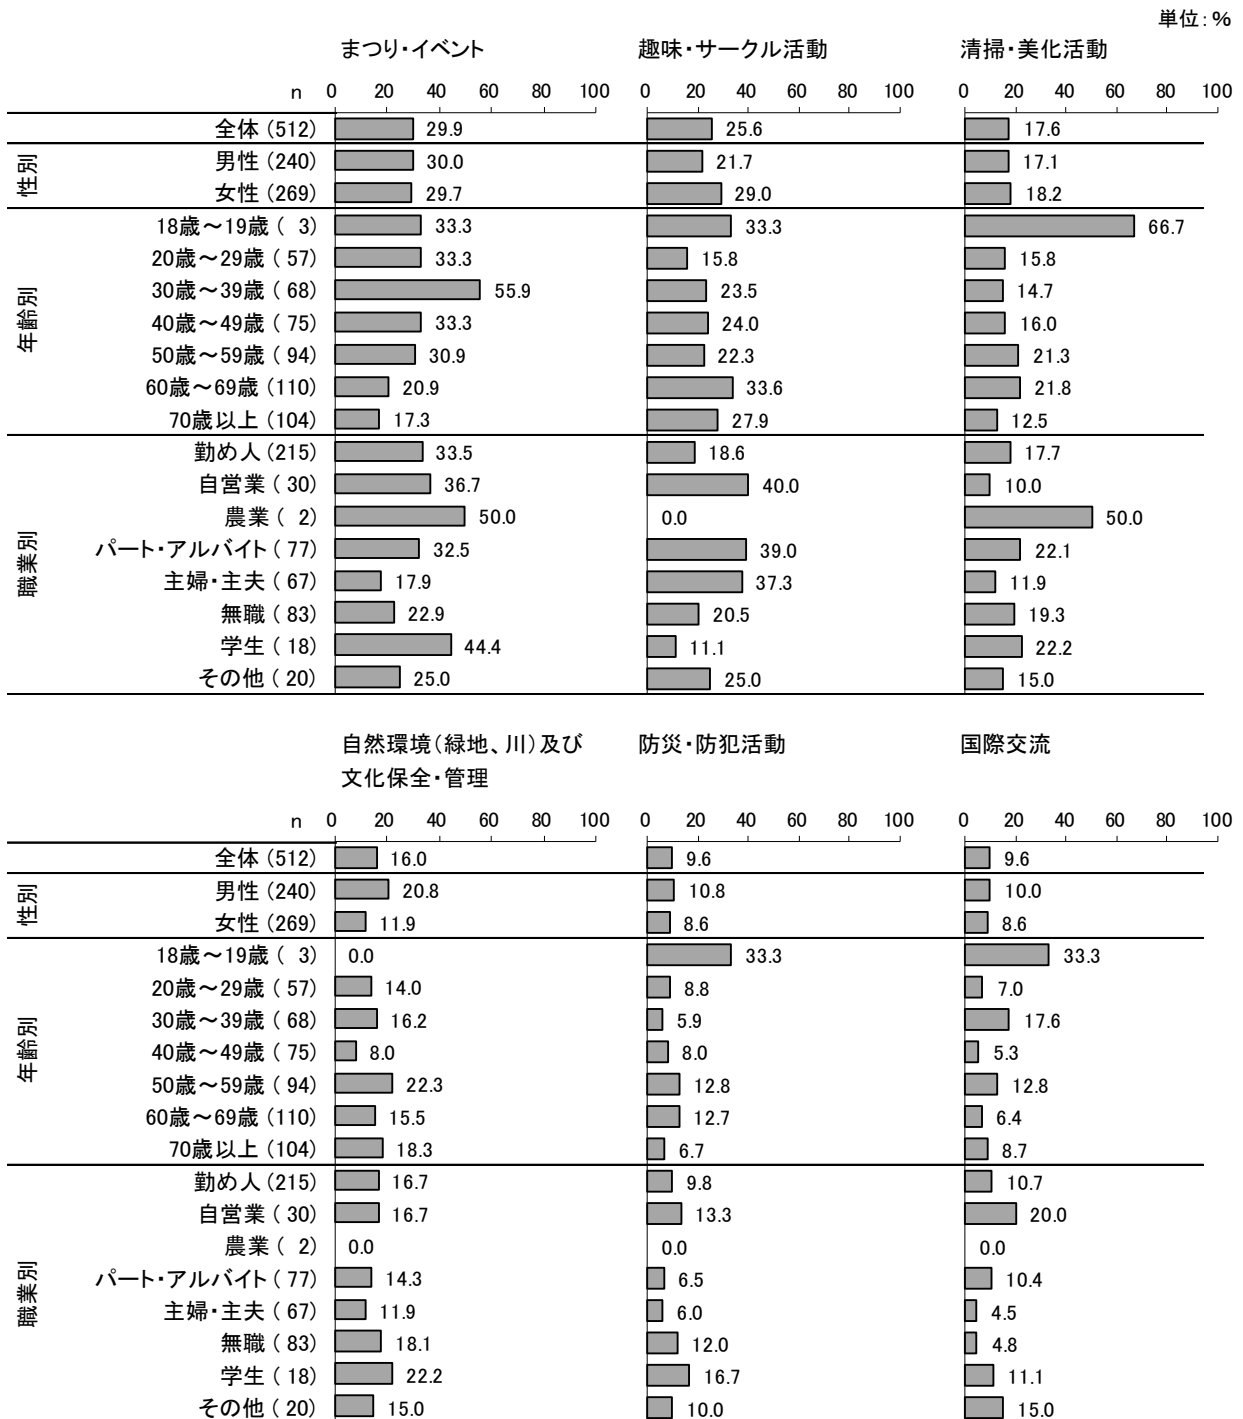 単位：％
まつり・イベント 趣味・サークル活動 清掃・美化活動
n 0 20 40 60 80 100 0 20 40 60 80 100 0 20 40 60 80 100
全体（512） 29.9 25.6 17.6
性別
男性（240） 30.0 21.7 17.1
女性（269） 29.7 29.0 18.2
年齢別
18歳～19歳（ 3） 33.3 33.3 66.7
20歳～29歳（ 57） 33.3 15.8 15.8
30歳～39歳（ 68） 55.9 23.5 14.7
40歳～49歳（ 75） 33.3 24.0 16.0
50歳～59歳（ 94） 30.9 22.3 21.3
60歳～69歳（110） 20.9 33.6 21.8
70歳以上（104） 17.3 27.9 12.5
職業別
勤め人（215） 33.5 18.6 17.7
自営業（ 30） 36.7 40.0 10.0
農業（ 2） 50.0 0.0 50.0
パート・アルバイト（ 77） 32.5 39.0 22.1
主婦・主夫（ 67） 17.9 37.3 11.9
無職（ 83） 22.9 20.5 19.3
学生（ 18） 44.4 11.1 22.2
その他（ 20） 25.0 25.0 15.0
自然環境（緑地、川）及び 防災・防犯活動 国際交流
文化保全・管理
n 0 20 40 60 80 100 0 20 40 60 80 100 0 20 40 60 80 100
全体（512） 16.0 9.6 9.6
性別
男性（240） 20.8 10.8 10.0
女性（269） 11.9 8.6 8.6
年齢別
18歳～19歳（ 3） 0.0 33.3 33.3
20歳～29歳（ 57） 14.0 8.8 7.0
30歳～39歳（ 68） 16.2 5.9 17.6
40歳～49歳（ 75） 8.0 8.0 5.3
50歳～59歳（ 94） 22.3 12.8 12.8
60歳～69歳（110） 15.5 12.7 6.4
70歳以上（104） 18.3 6.7 8.7
職業別
勤め人（215） 16.7 9.8 10.7
自営業（ 30） 16.7 13.3 20.0
農業（ 2） 0.0 0.0 0.0
パート・アルバイト（ 77） 14.3 6.5 10.4
主婦・主夫（ 67） 11.9 6.0 4.5
無職（ 83） 18.1 12.0 4.8
学生（ 18） 22.2 16.7 11.1
その他（ 20） 15.0 10.0 15.0